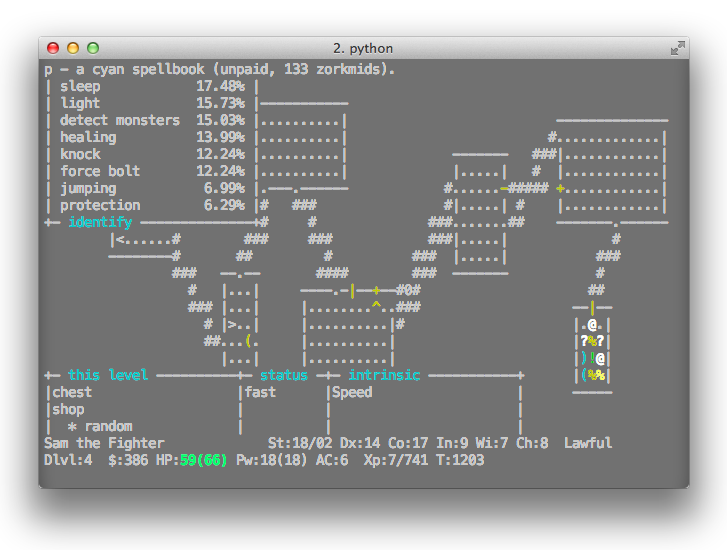 2. python
p - a cyan spellbook (unpaid, 133 zorkmids).
| sleep 17.48% |
| light 15.73% |-----------
| detect monsters 15.03% |..........| --------------
| healing 13.99% |..........| #.............|
| knock 12.24% |..........| ------- ###|............|
| force bolt 12.24% |..........| |.....| # |............|
| jumping 6.99% |.---.------ #......-##### +............|
| protection 6.29% |# ### #|.....| # |............|
+- identify --------------+# # ###.......## -------.------
|<......# ### ### ###|.....| #
--------# ## # ### |.....| ###
### --.-- #### ### ------- #
# |...| ----.-|--+--#0# ##
### |...| |........^..### --|--
# |>..| |..........|# |.@.|
##...(. |..........| |?%?|
|...| |..........| |)!@|
+- this level -----------+- status -+- intrinsic -----------+ |(%%|
|chest |fast |Speed | -----
|shop | | |
| * random | | |
Sam the Fighter St:18/02 Dx:14 Co:17 In:9 Wi:7 Ch:8 Lawful
Dlvl:4 $:386 HP:59(66) Pw:18(18) AC:6 Xp:7/741 T:1203